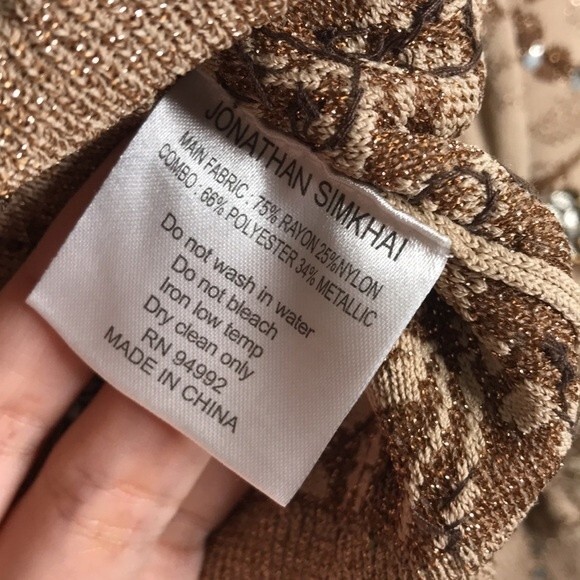 JONATHAN SIMKHAI
MAIN FABRIC : 75% RAYON 25%NYLON
COMBO : 66% POLYESTER 34% METALLIC
Do not wash in water
Do not bleach
Iron low temp
Dry clean only
RN 94992
MADE IN CHINA